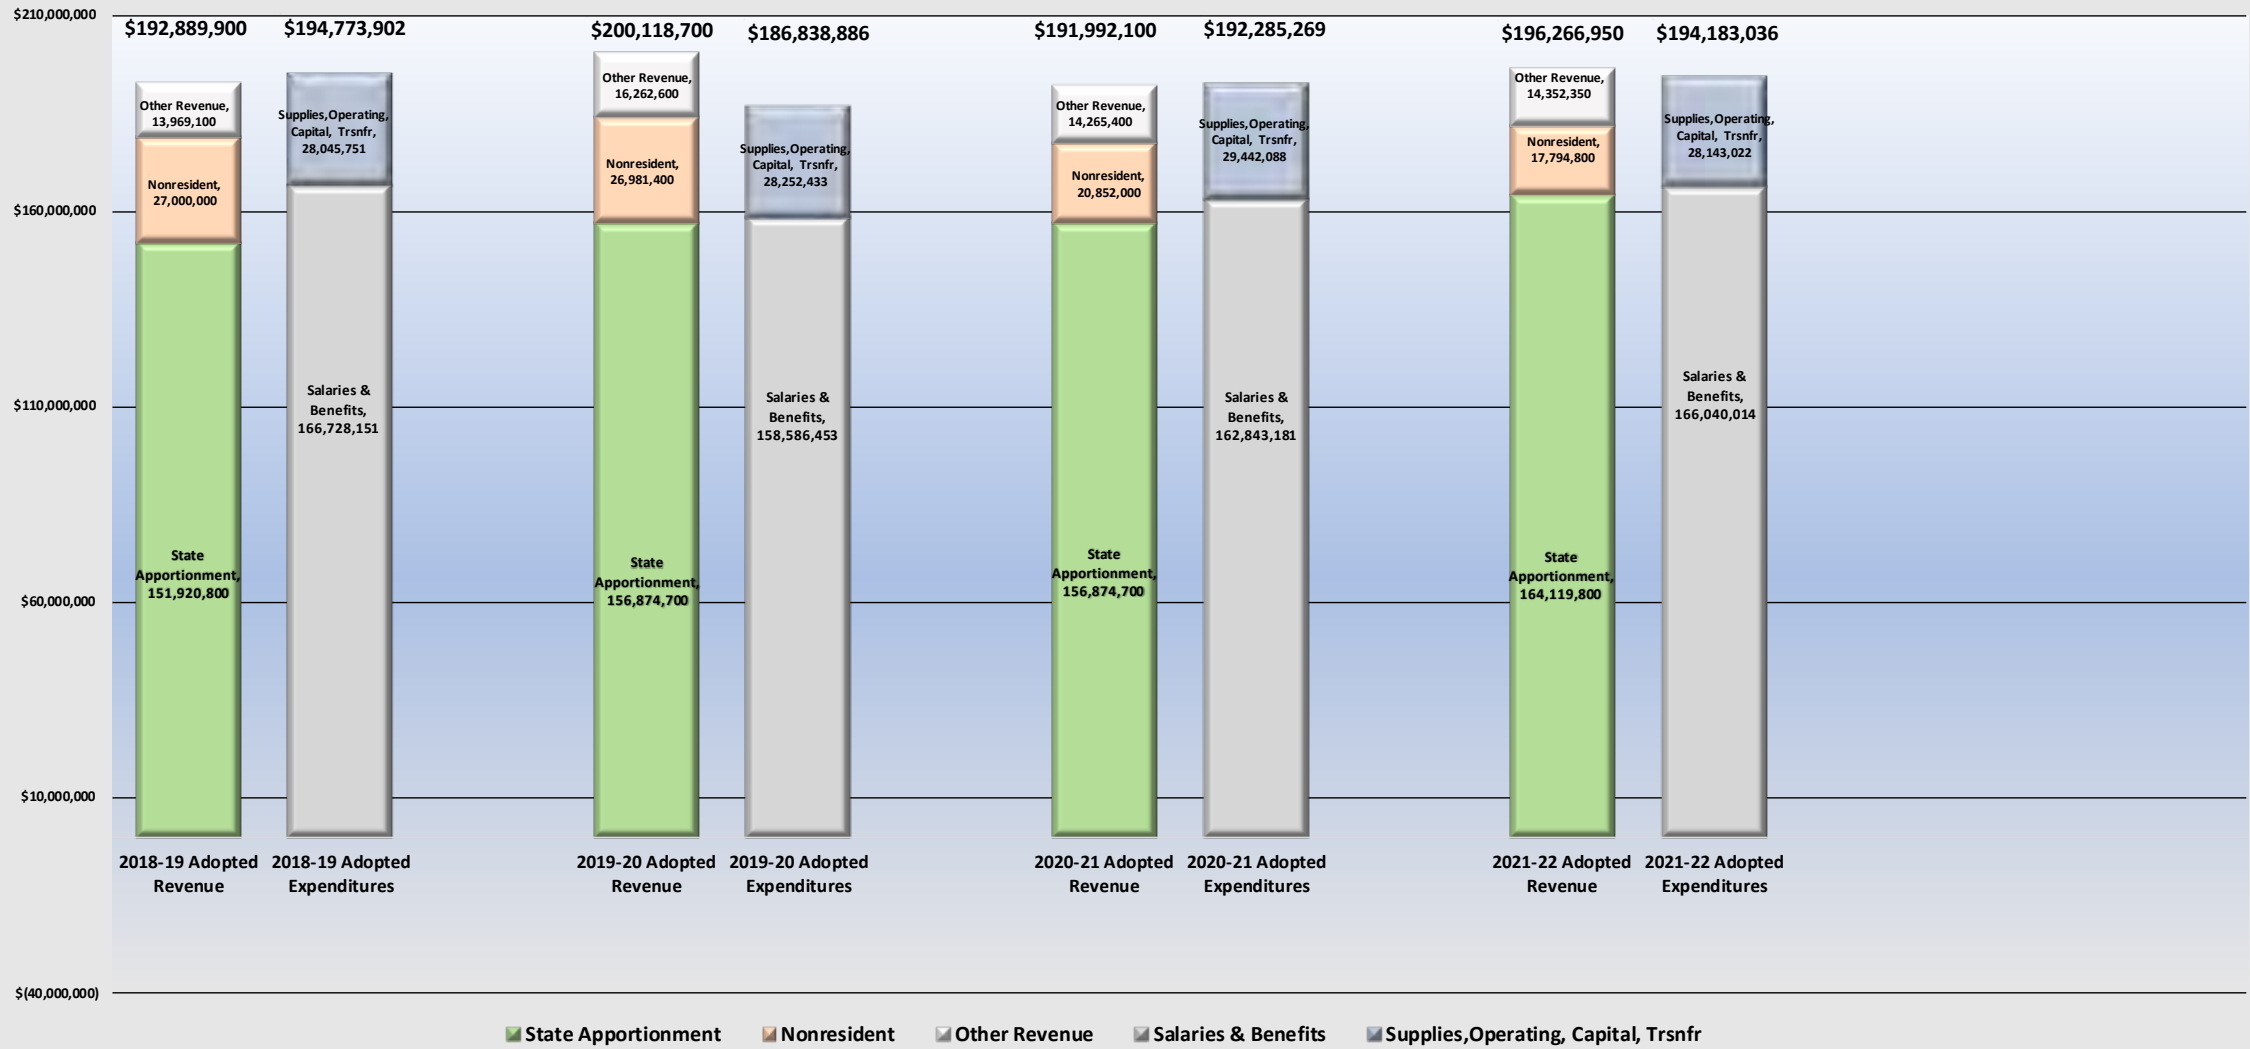 $210,000,000
$192,889,900
$194,773,902
$200,118,700
$186,838,886
$191,992,100
$192,285,269
$196,266,950
$194,183,036
Other Revenue,
13,969,100
Nonresident,
27,000,000
State
Apportionment,
151,920,800
Supplies,Operating,
Capital, Trsnfr,
28,045,751
Salaries &
Benefits,
166,728,151
Other Revenue,
16,262,600
Nonresident,
26,981,400
State
Apportionment,
156,874,700
Supplies,Operating,
Capital, Trsnfr,
28,252,433
Salaries &
Benefits,
158,586,453
Other Revenue,
14,265,400
Nonresident,
20,852,000
State
Apportionment,
156,874,700
Supplies,Operating,
Capital, Trsnfr,
29,442,088
Salaries &
Benefits,
162,843,181
Other Revenue,
14,352,350
Nonresident,
17,794,800
State
Apportionment,
164,119,800
Supplies,Operating,
Capital, Trsnfr,
28,143,022
Salaries &
Benefits,
166,040,014
$160,000,000
$110,000,000
$60,000,000
$10,000,000
$(40,000,000)
2018-19 Adopted
Revenue
2018-19 Adopted
Expenditures
2019-20 Adopted
Revenue
2019-20 Adopted
Expenditures
2020-21 Adopted
Revenue
2020-21 Adopted
Expenditures
2021-22 Adopted
Revenue
2021-22 Adopted
Expenditures
State Apportionment
Nonresident
Other Revenue
Salaries & Benefits
Supplies,Operating, Capital, Trsnfr